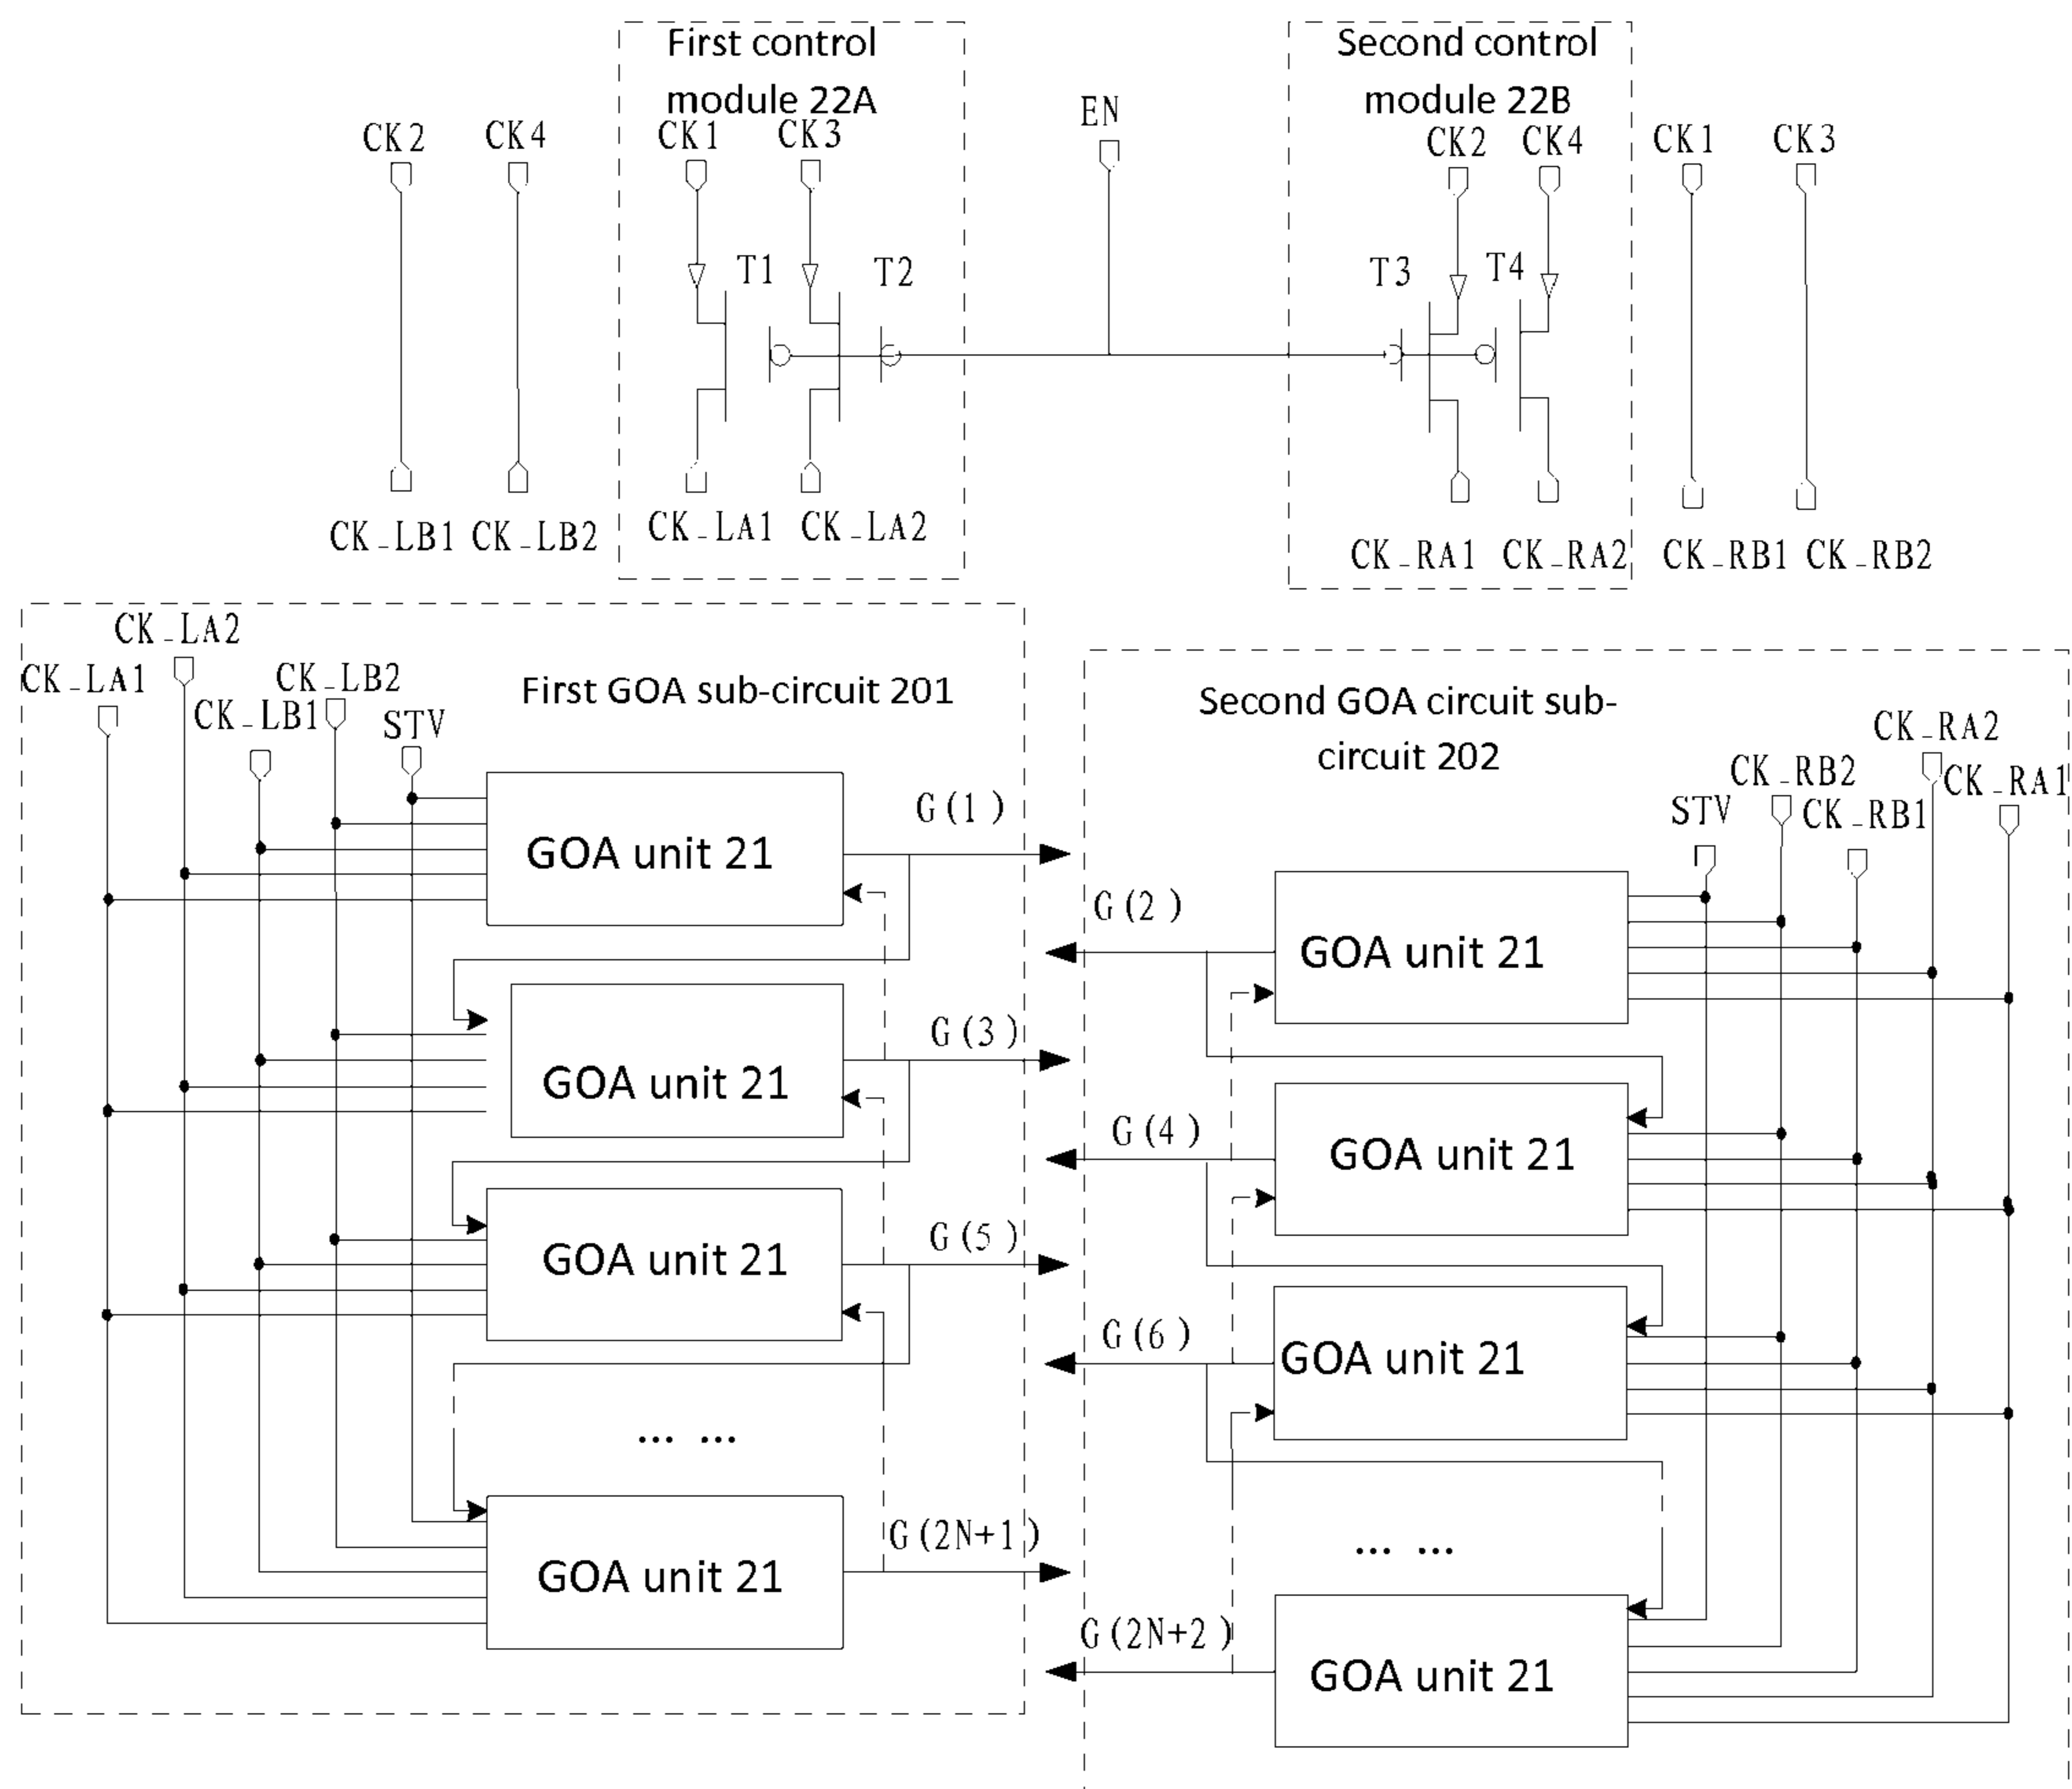 First control
module 22A
Second control
module 22B
EN
CK2
CK4
CK1
CK3
CK2
CK4
CK1
CK3
T1
T2
T3
T4
CK_LB1
CK_LB2
CK_LA1
CK_LA2
CK_RA1
CK_RA2
CK_RB1
CK_RB2
CK_LA2
CK_LA1
CK_LB2
CK_LB1
STV
First GOA sub-circuit 201
Second GOA circuit sub-
circuit 202
CK_RA2
CK_RB2
CK_RA1
STV
CK_RB1
GOA unit 21
G(1)
G(2)
GOA unit 21
GOA unit 21
G(3)
G(4)
GOA unit 21
GOA unit 21
G(5)
G(6)
GOA unit 21
... ...
G(2N+1)
... ...
GOA unit 21
G(2N+2)
GOA unit 21